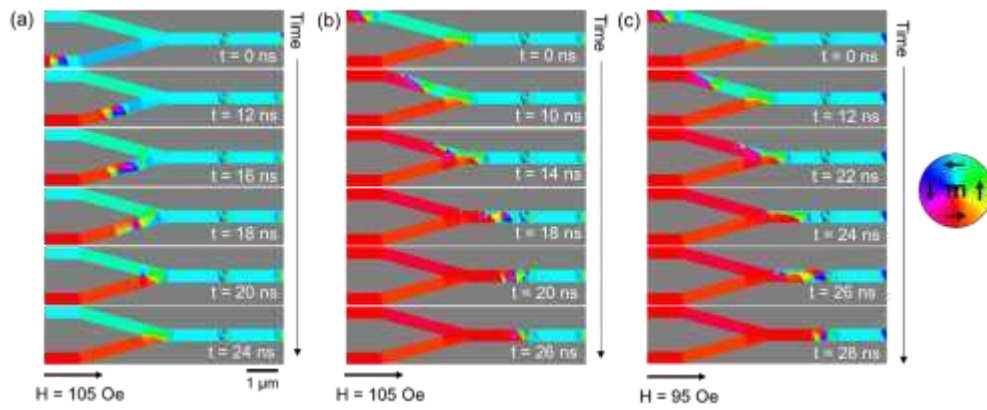 (a)
t = 0 ns
t = 12 ns
t = 16 ns
t = 18 ns
t = 20 ns
t = 24 ns
Time
H = 105 Oe
1 μm
(b)
t = 0 ns
t = 10 ns
t = 14 ns
t = 18 ns
t = 20 ns
t = 26 ns
Time
H = 105 Oe
(c)
t = 0 ns
t = 12 ns
t = 22 ns
t = 24 ns
t = 26 ns
t = 28 ns
Time
H = 95 Oe
m